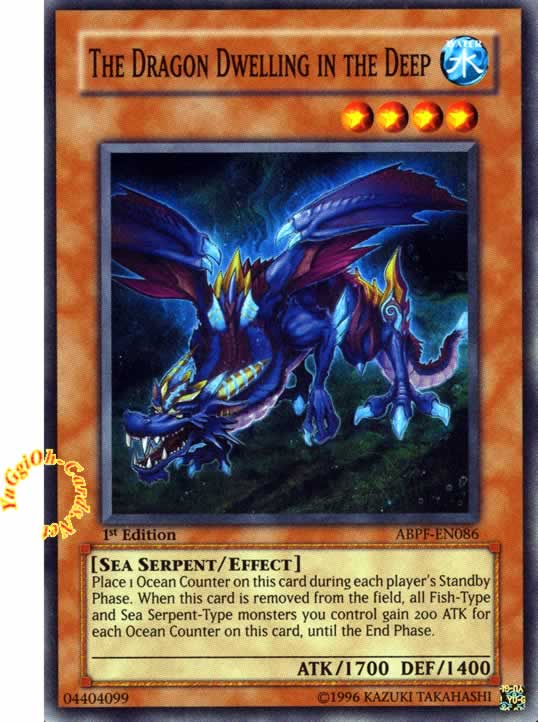 THE DRAGON DWELLING IN THE DEEP
WATER
水
1st Edition
ABPF-EN086
[SEA SERPENT/EFFECT]
Place 1 Ocean Counter on this card during each player's Standby
Phase. When this card is removed from the field, all Fish-Type
and Sea Serpent-Type monsters you control gain 200 ATK for
each Ocean Counter on this card, until the End Phase.
ATK/1700 DEF/1400
04404099
©1996 KAZUKI TAKAHASHI
YuGgiOh-Cards.Net